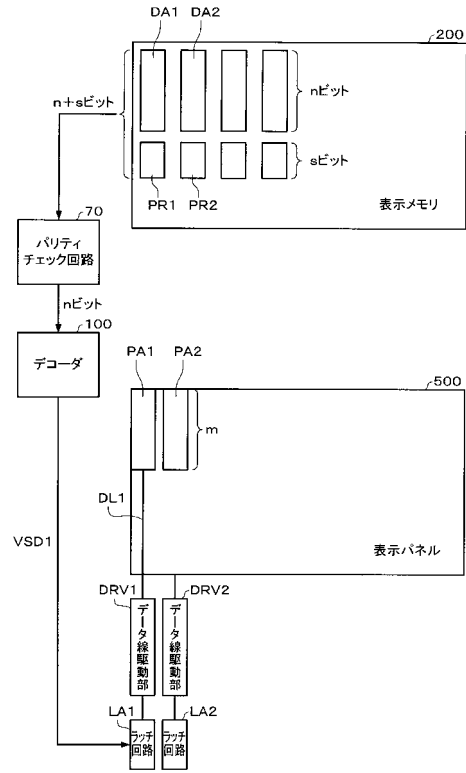 DA1
DA2
200
n+sビット
nビット
sビット
PR1
PR2
表示メモリ
70
パリティ
チェック回路
nビット
100
デコーダ
PA1
PA2
500
m
DL1
VSD1
表示パネル
DRV1
DRV2
データ線駆動部
データ線駆動部
LA1
LA2
ラッチ
回路
ラッチ
回路